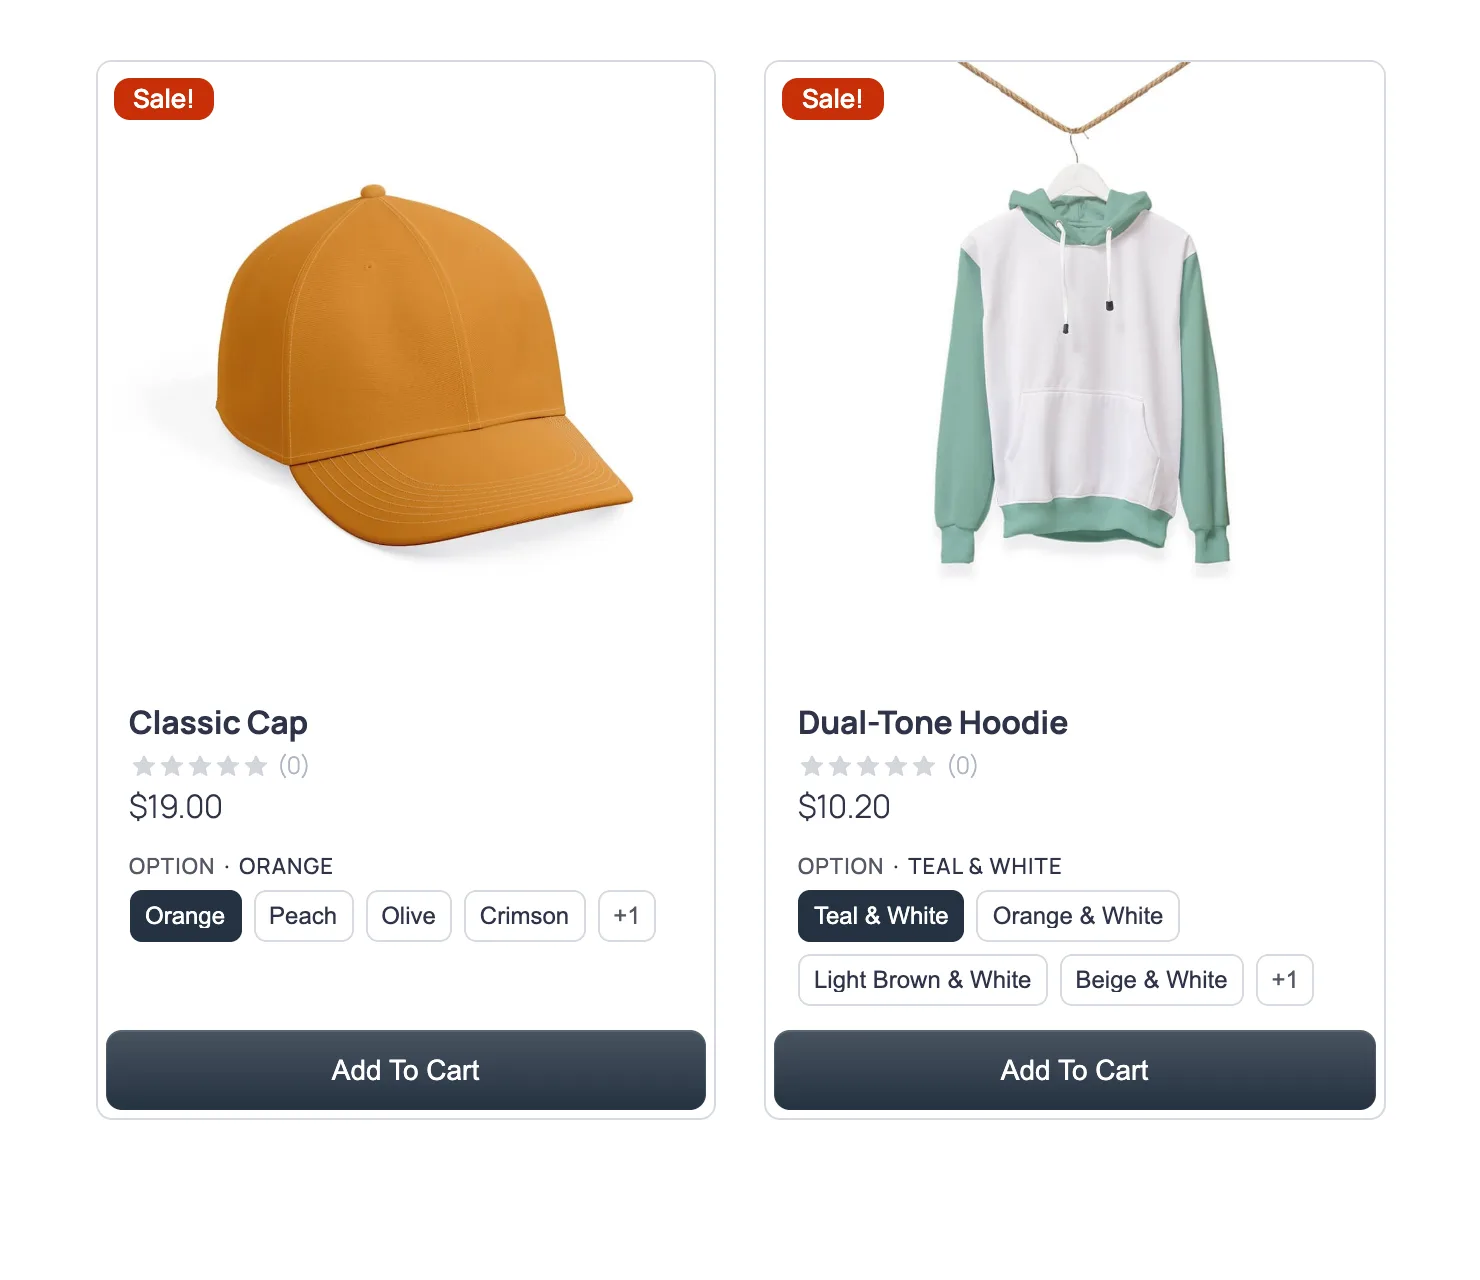 Sale!
Classic Cap
(0)
$19.00
OPTION · ORANGE
Orange
Peach
Olive
Crimson
+1
Add To Cart
Sale!
Dual-Tone Hoodie
(0)
$10.20
OPTION · TEAL & WHITE
Teal & White
Orange & White
Light Brown & White
Beige & White
+1
Add To Cart